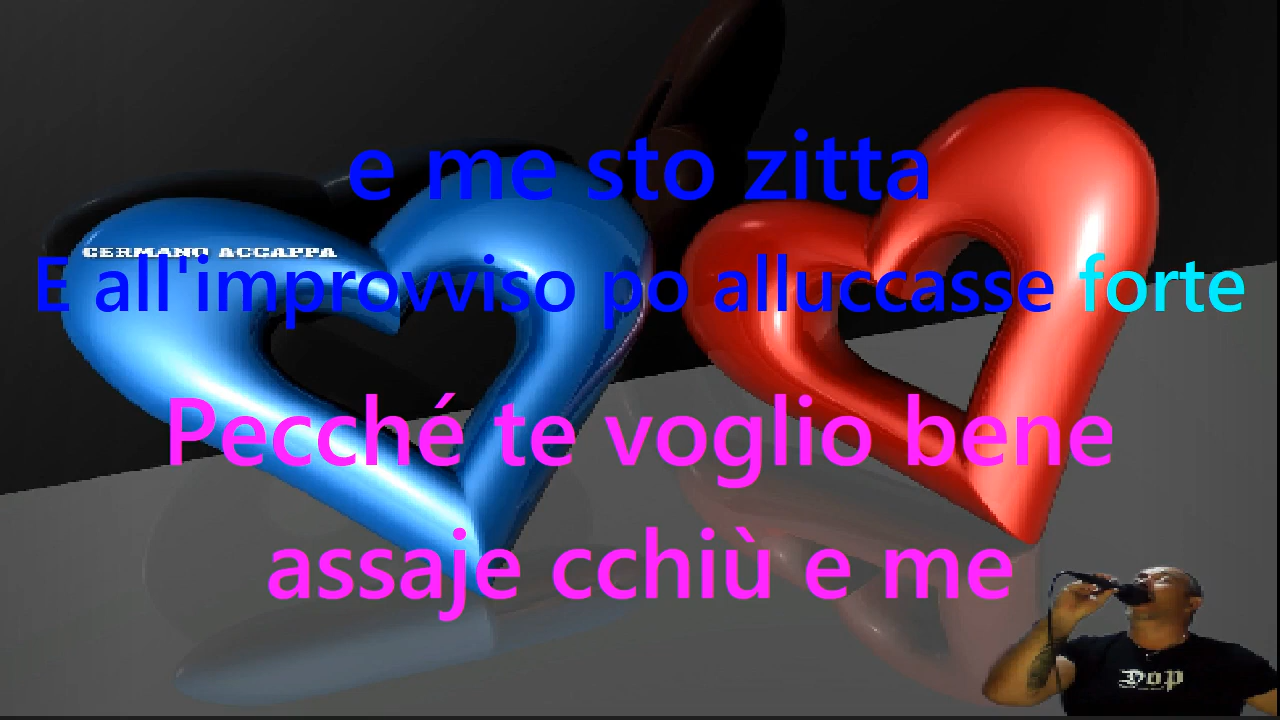 e me sto zitta
GERMANO ACCAPPA
E all'improvviso po alluccasse forte
Pecché te voglio bene
assaje cchiù e me
Dop